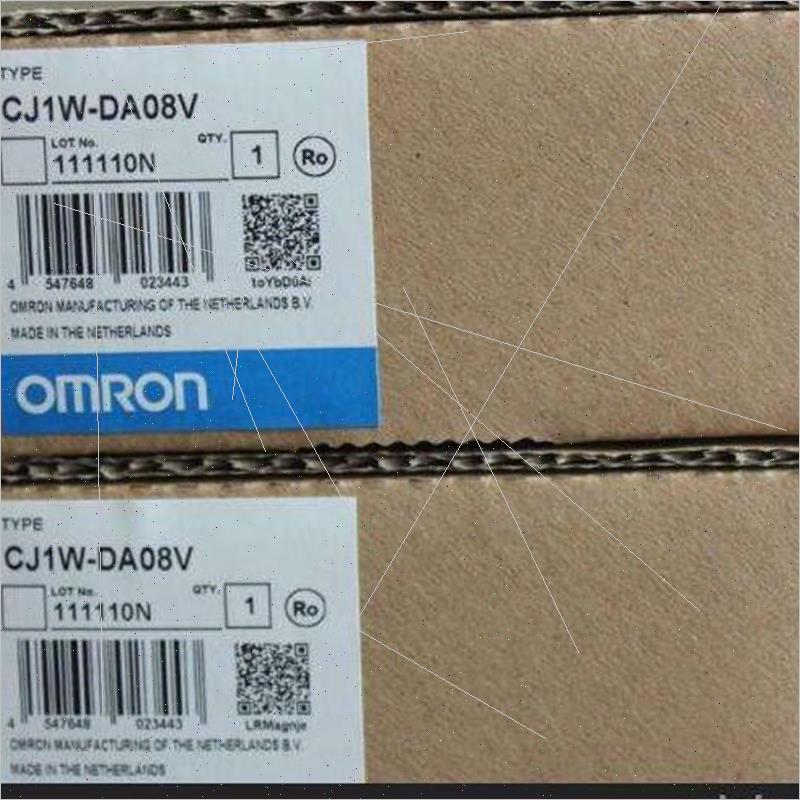 TYPE
CJ1W-DA08V
LOT No.
QTY.
111110N
1
Ro
4 547648 023443
OMRON MANUFACTURING OF THE NETHERLANDS B.V.
MADE IN THE NETHERLANDS
OMRON
TYPE
CJ1W-DA08V
LOT No.
QTY.
111110N
1
Ro
4 547648 023443
LRMagnje
OMRON MANUFACTURING OF THE NETHERLANDS B.V.
MADE IN THE NETHERLANDS